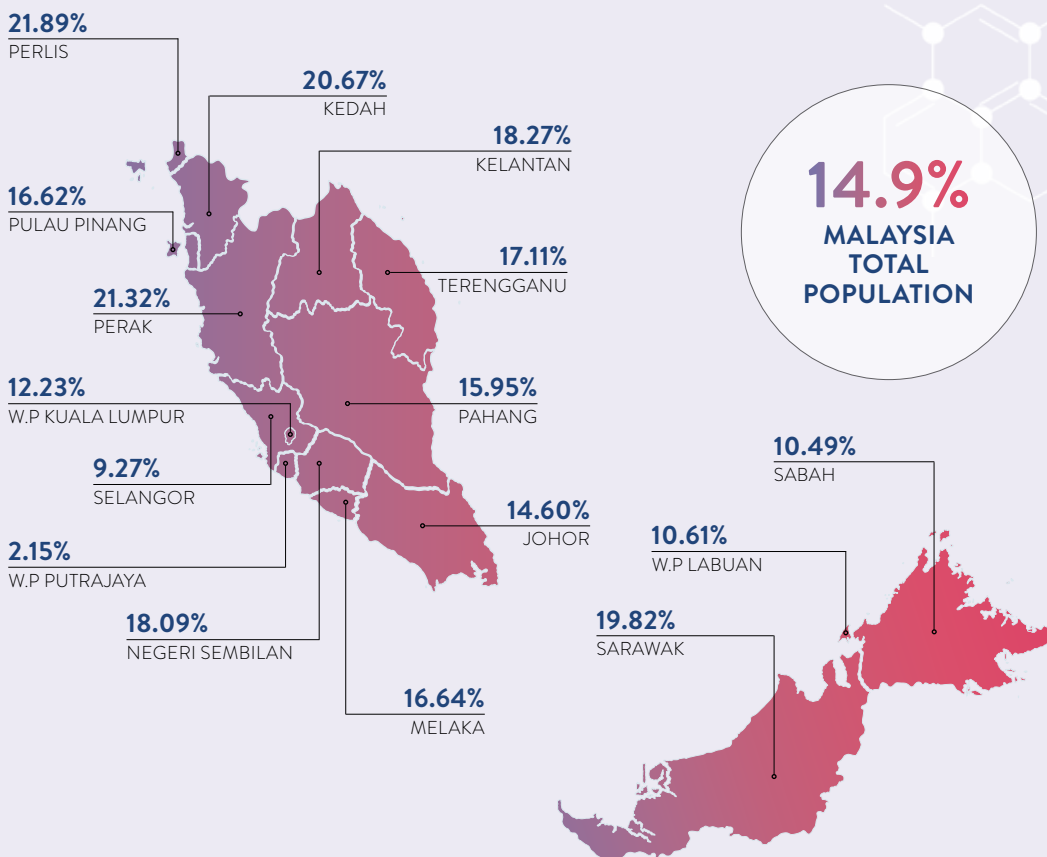 21.89%
PERLIS
20.67%
KEDAH
18.27%
KELANTAN
16.62%
PULAU PINANG
17.11%
TERENGGANU
21.32%
PERAK
12.23%
W.P KUALA LUMPUR
15.95%
PAHANG
9.27%
SELANGOR
14.60%
JOHOR
2.15%
W.P PUTRAJAYA
18.09%
NEGERI SEMBILAN
16.64%
MELAKA
14.9%
MALAYSIA
TOTAL
POPULATION
10.49%
SABAH
10.61%
W.P LABUAN
19.82%
SARAWAK